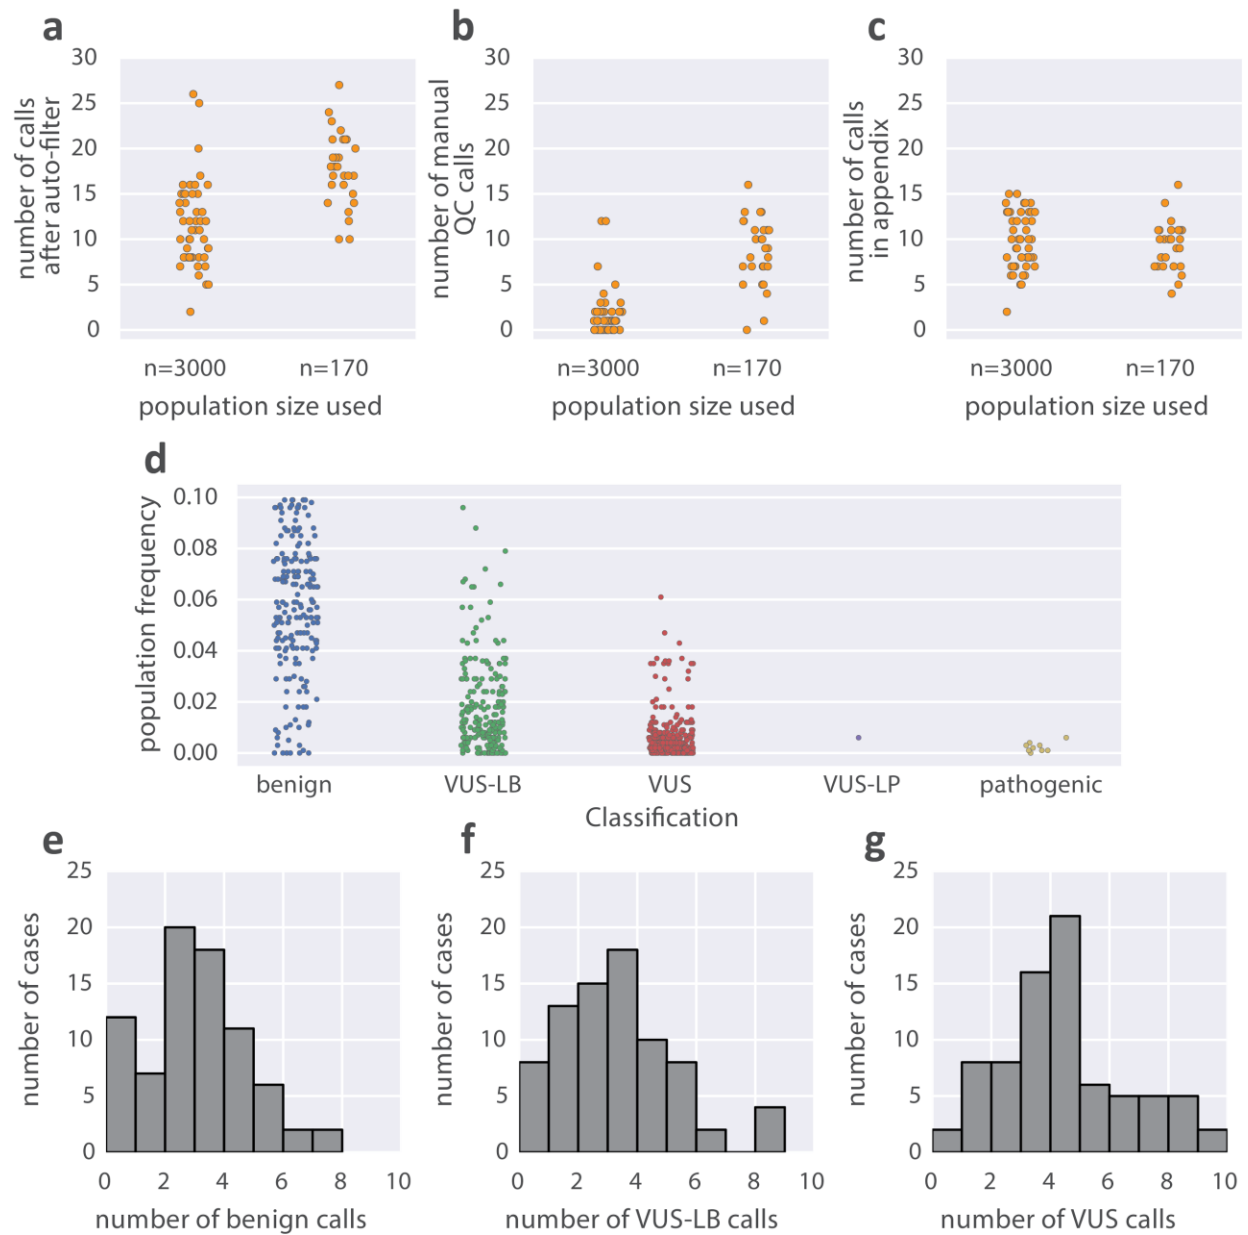 a
b
c
30
25
20
15
10
5
0
number of calls
after auto-filter
n=3000
n=170
population size used
30
25
20
15
10
5
0
number of manual
QC calls
n=3000
n=170
population size used
30
25
20
15
10
5
0
number of calls
in appendix
n=3000
n=170
population size used
d
0.10
0.08
0.06
0.04
0.02
0.00
population frequency
benign
VUS-LB
VUS
VUS-LP
pathogenic
Classification
e
25
20
15
10
5
0
number of cases
0 2 4 6 8 10
number of benign calls
f
25
20
15
10
5
0
number of cases
0 2 4 6 8 10
number of VUS-LB calls
g
25
20
15
10
5
0
number of cases
0 2 4 6 8 10
number of VUS calls